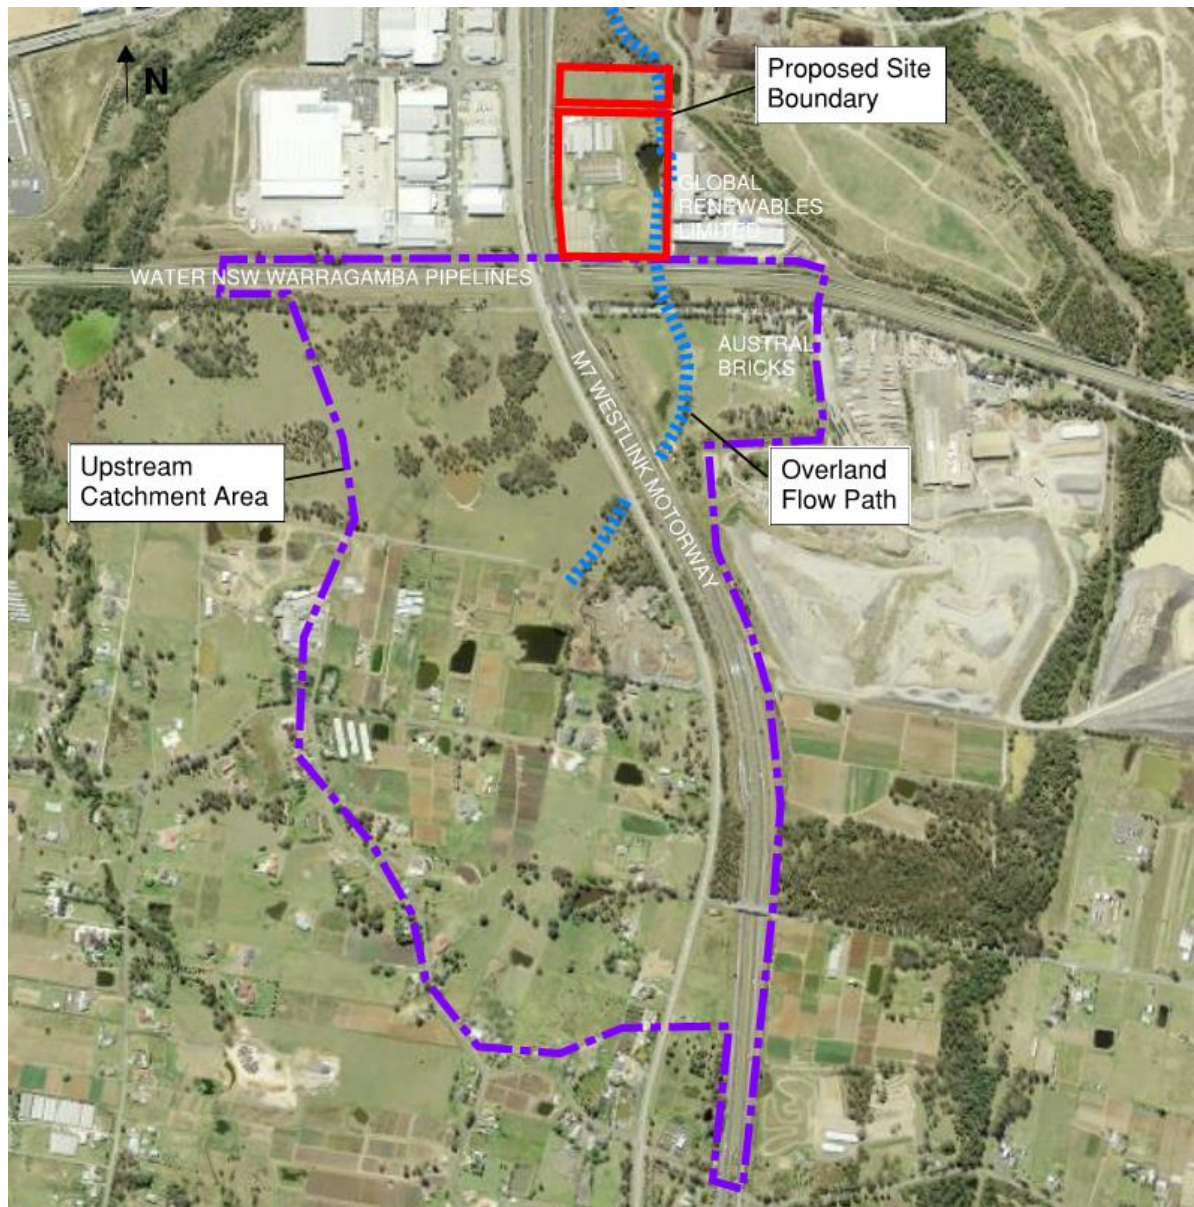 N
Proposed Site
Boundary
GLOBAL
RENEWABLES
LIMITED
WATER NSW WARRAGAMBA PIPELINES
AUSTRAL
BRICKS
M7 WESTLINK MOTORWAY
Upstream
Catchment Area
Overland
Flow Path